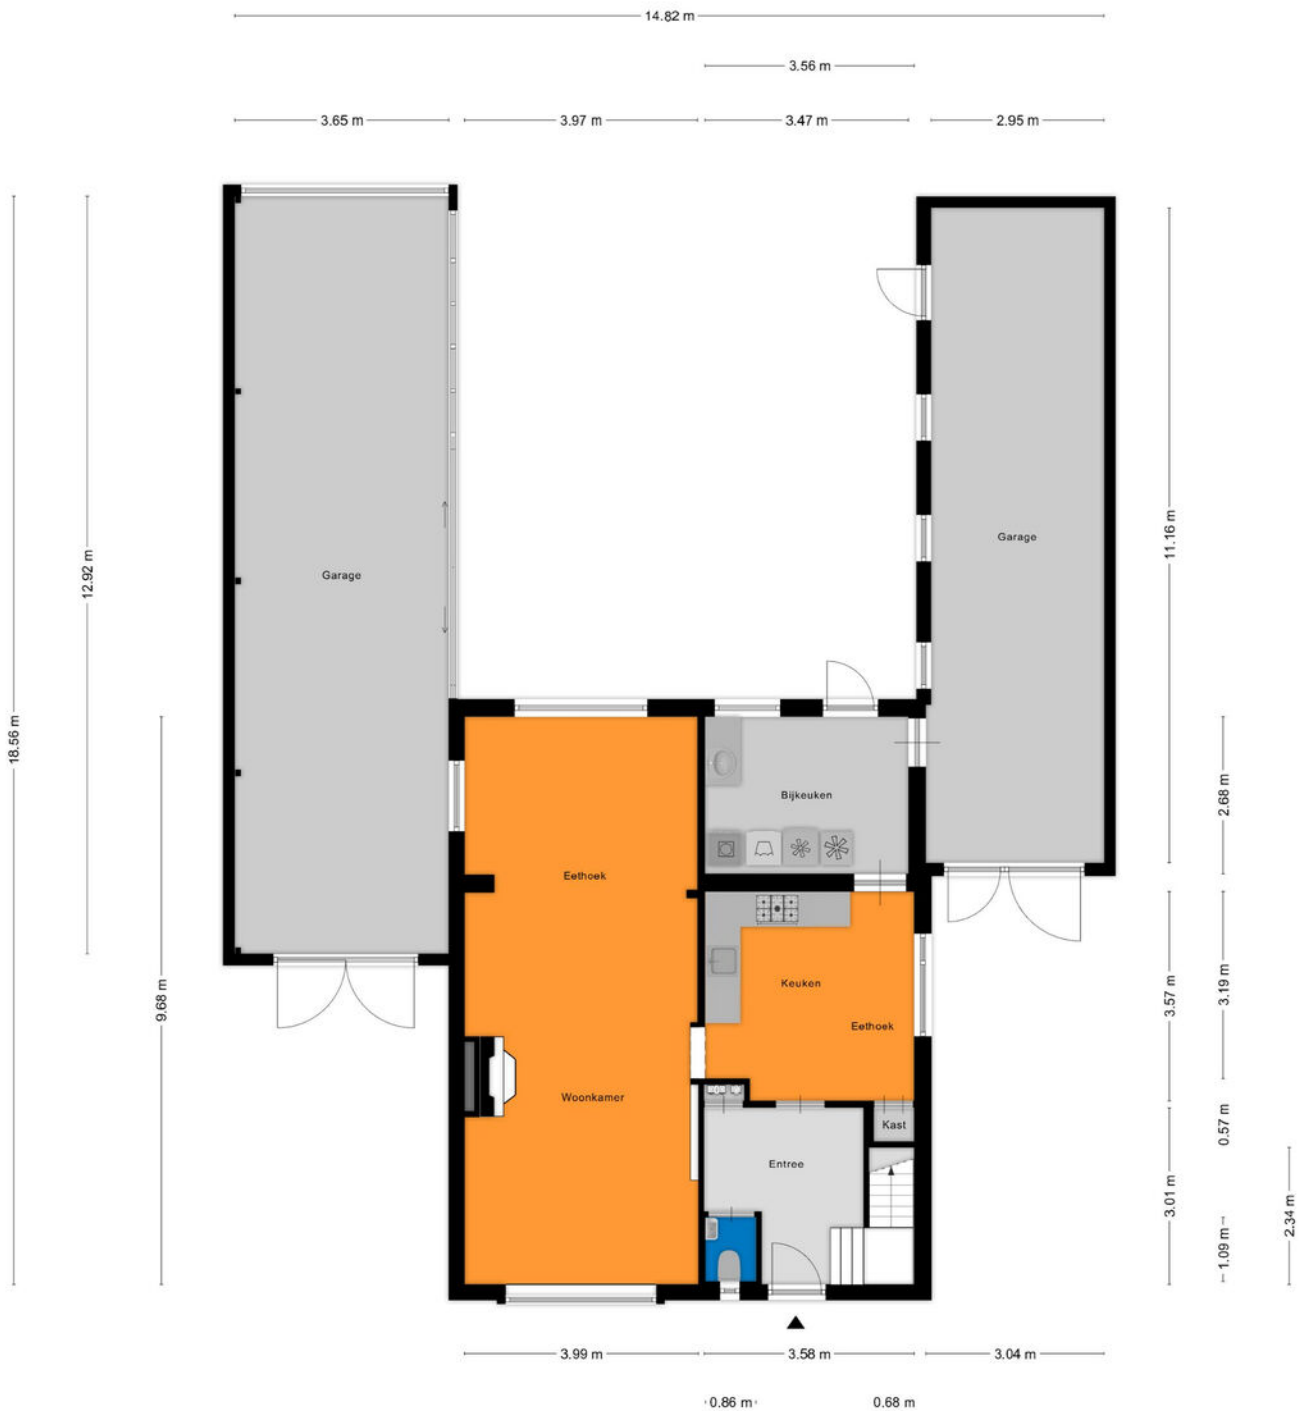 14.82 m
3.56 m
3.65 m
3.97 m
3.47 m
2.95 m
18.56 m
12.92 m
9.68 m
11.16 m
2.68 m
3.57 m
3.19 m
0.57 m
3.01 m
1.09 m
2.34 m
Garage
Garage
Bijkeuken
Eethoek
Keuken
Eethoek
Woonkamer
Kast
Entree
3.99 m
3.58 m
3.04 m
0.86 m
0.68 m